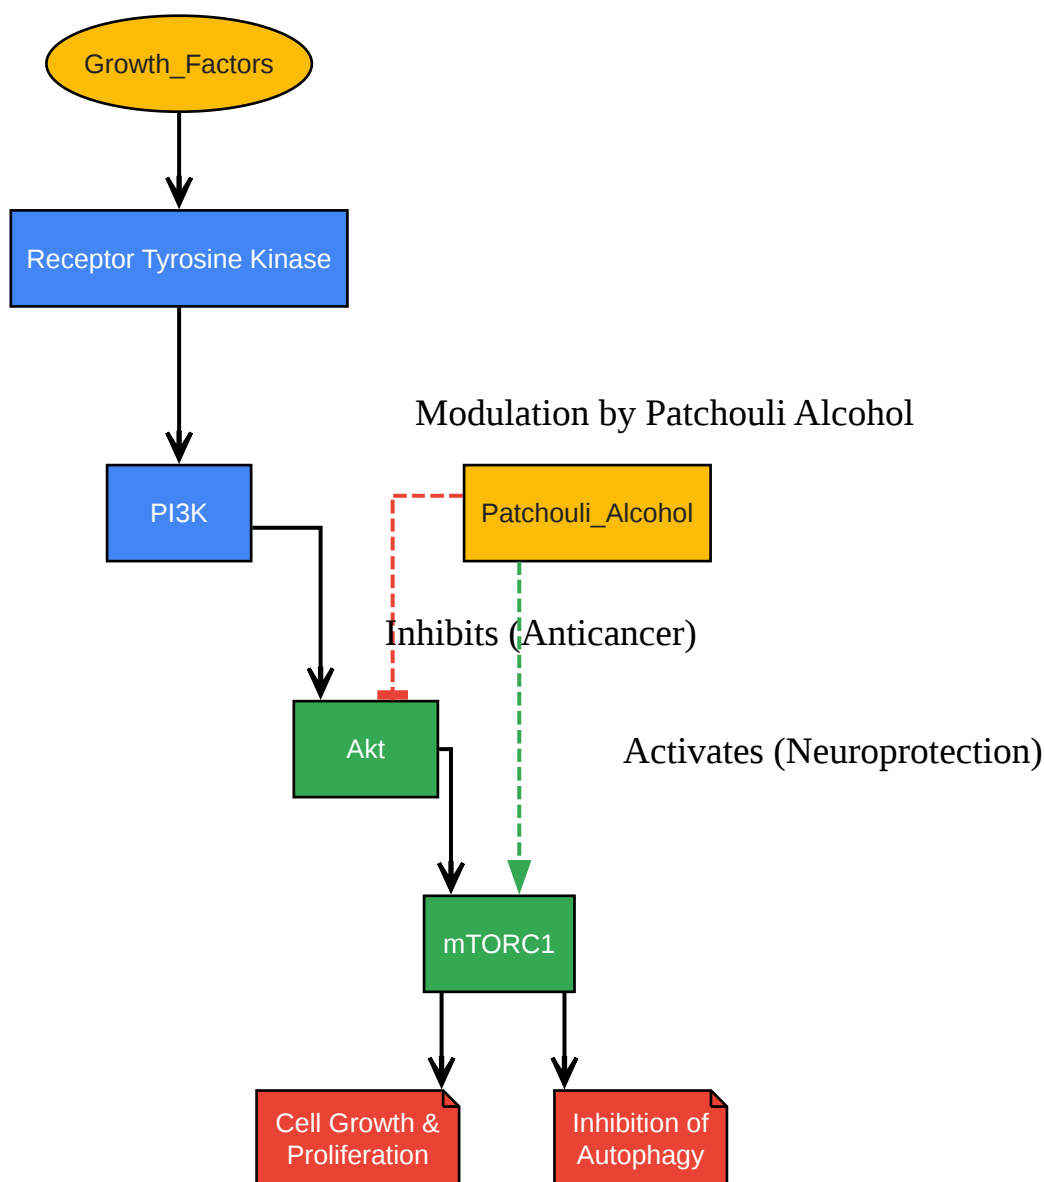 Growth_Factors
Receptor Tyrosine Kinase
Modulation by Patchouli Alcohol
PI3K
Patchouli_Alcohol
Inhibits (Anticancer)
Akt
Activates (Neuroprotection)
mTORC1
Cell Growth &
Proliferation
Inhibition of
Autophagy